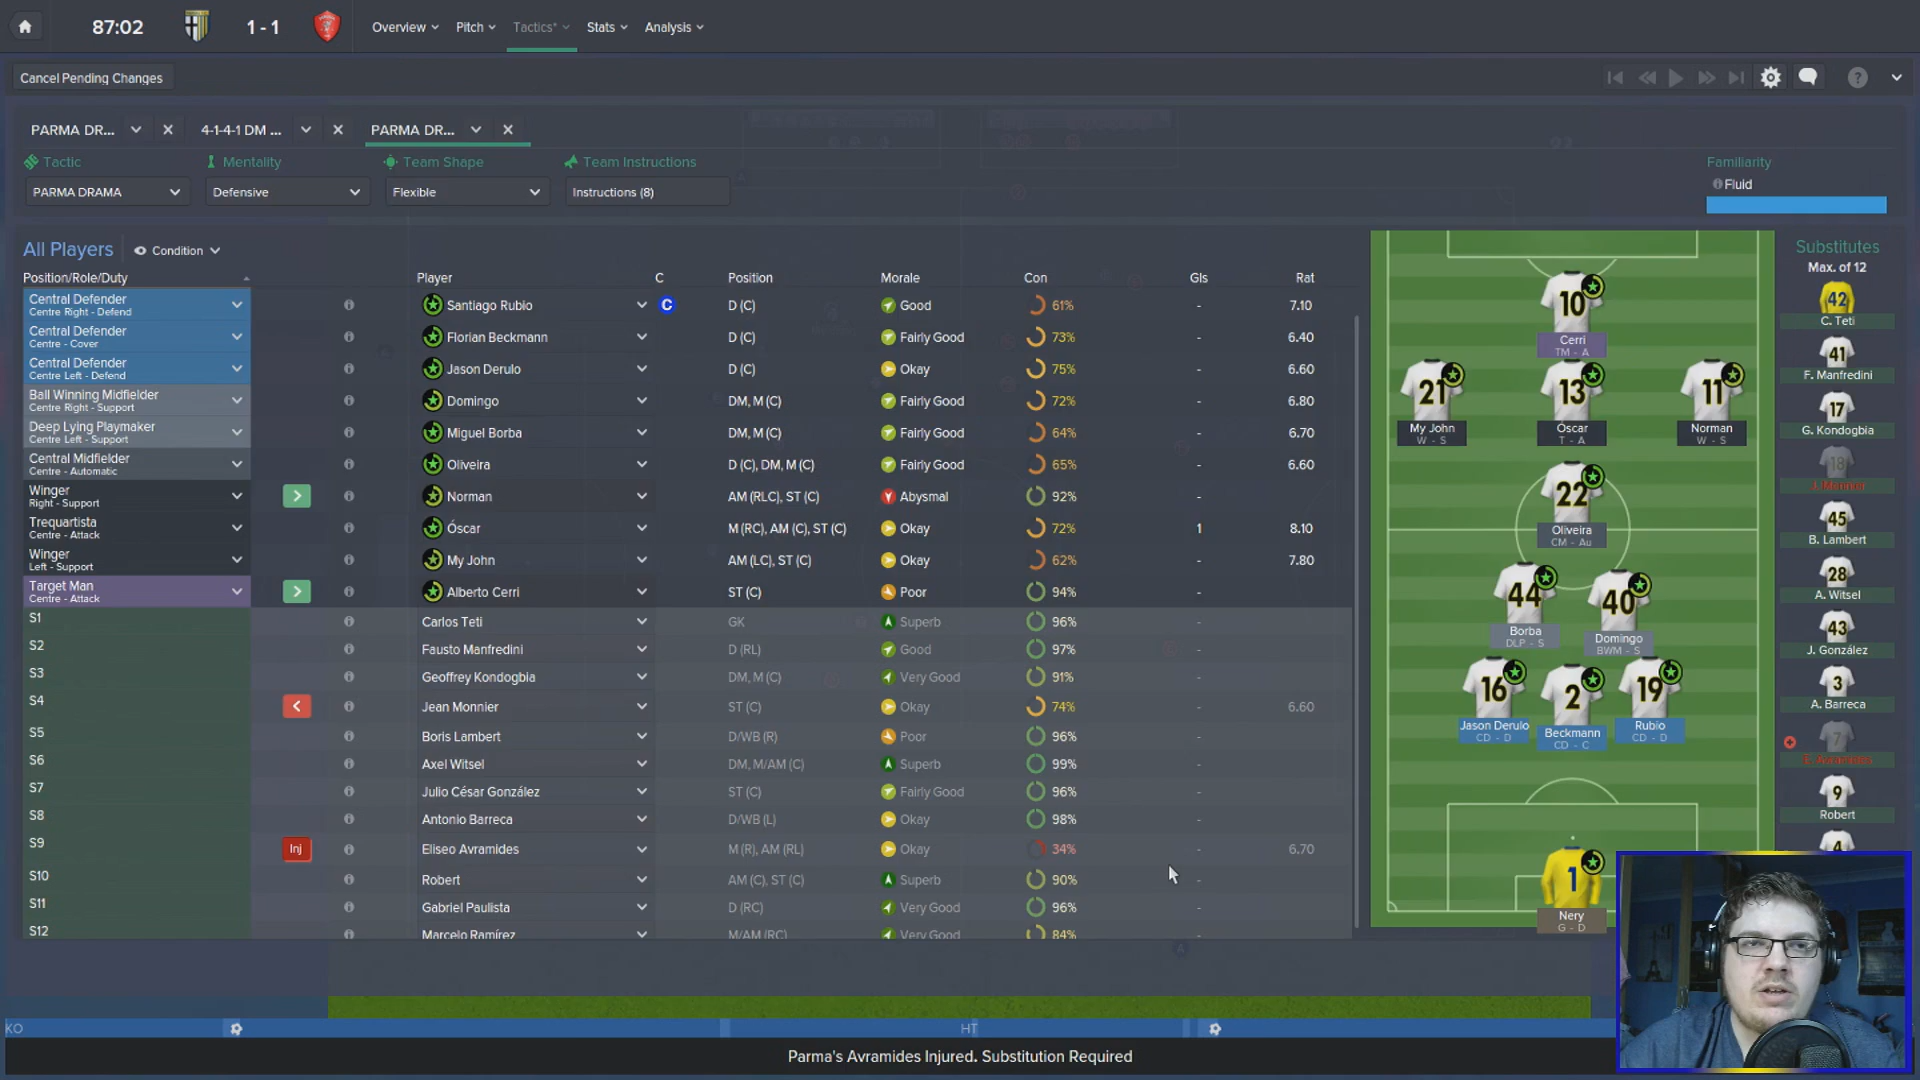 87:02
1 - 1
Overview
Pitch
Tactics*
Stats
Analysis
Cancel Pending Changes
?
PARMA DR...
4-1-4-1 DM ...
PARMA DR...
Tactic
Mentality
Team Shape
Team Instructions
Familiarity
PARMA DRAMA
Defensive
Flexible
Instructions (8)
Fluid
All Players
Condition
Position/Role/Duty
Player
C
Position
Morale
Con
Gls
Rat
Central Defender
Centre Right - Defend
Santiago Rubio
C
D (C)
Good
61%
-
7.10
Central Defender
Centre - Cover
Florian Beckmann
D (C)
Fairly Good
73%
-
6.40
Central Defender
Centre Left - Defend
Jason Derulo
D (C)
Okay
75%
-
6.60
Ball Winning Midfielder
Centre Right - Support
Domingo
DM, M (C)
Fairly Good
72%
-
6.80
Deep Lying Playmaker
Centre Left - Support
Miguel Borba
DM, M (C)
Fairly Good
64%
-
6.70
Central Midfielder
Centre - Automatic
Oliveira
D (C), DM, M (C)
Fairly Good
65%
-
6.60
Winger
Right - Support
Norman
AM (RLC), ST (C)
Abysmal
92%
-
Trequartista
Centre - Attack
Óscar
M (RC), AM (C), ST (C)
Okay
72%
1
8.10
Winger
Left - Support
My John
AM (LC), ST (C)
Okay
62%
-
7.80
Target Man
Centre - Attack
Alberto Cerri
ST (C)
Poor
94%
-
S1
Carlos Teti
GK
Superb
96%
-
S2
Fausto Manfredini
D (RL)
Good
97%
-
S3
Geoffrey Kondogbia
DM, M (C)
Very Good
91%
-
S4
Jean Monnier
ST (C)
Okay
74%
-
6.60
S5
Boris Lambert
D/WB (R)
Poor
96%
-
S6
Axel Witsel
DM, M/AM (C)
Superb
99%
-
S7
Julio César González
ST (C)
Fairly Good
96%
-
S8
Antonio Barreca
D/WB (L)
Okay
98%
-
S9
Inj
Eliseo Avramides
M (R), AM (RL)
Okay
34%
-
6.70
S10
Robert
AM (C), ST (C)
Superb
90%
-
S11
Gabriel Paulista
D (RC)
Very Good
96%
-
S12
Marcelo Ramírez
M/AM (RC)
Very Good
84%
-
10
Cerri
TM - A
21
My John
W - S
13
Óscar
T - A
11
Norman
W - S
22
Oliveira
CM - Au
44
Borba
DLP - S
40
Domingo
BWM - S
16
Jason Derulo
CD - D
2
Beckmann
CD - C
19
Rubio
CD - D
1
Nery
G - D
Substitutes
Max. of 12
42
C. Teti
41
F. Manfredini
17
G. Kondogbia
18
J. Monnier
45
B. Lambert
28
A. Witsel
43
J. González
3
A. Barreca
7
E. Avramides
9
Robert
4
KO
HT
Parma's Avramides Injured. Substitution Required